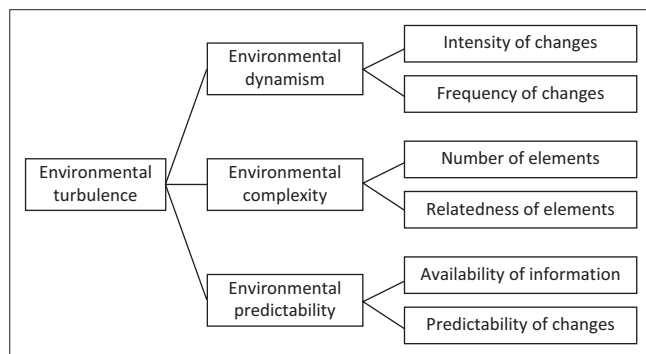 Environmental
turbulence
Environmental
dynamism
Intensity of changes
Frequency of changes
Environmental
complexity
Number of elements
Relatedness of elements
Environmental
predictability
Availability of information
Predictability of changes